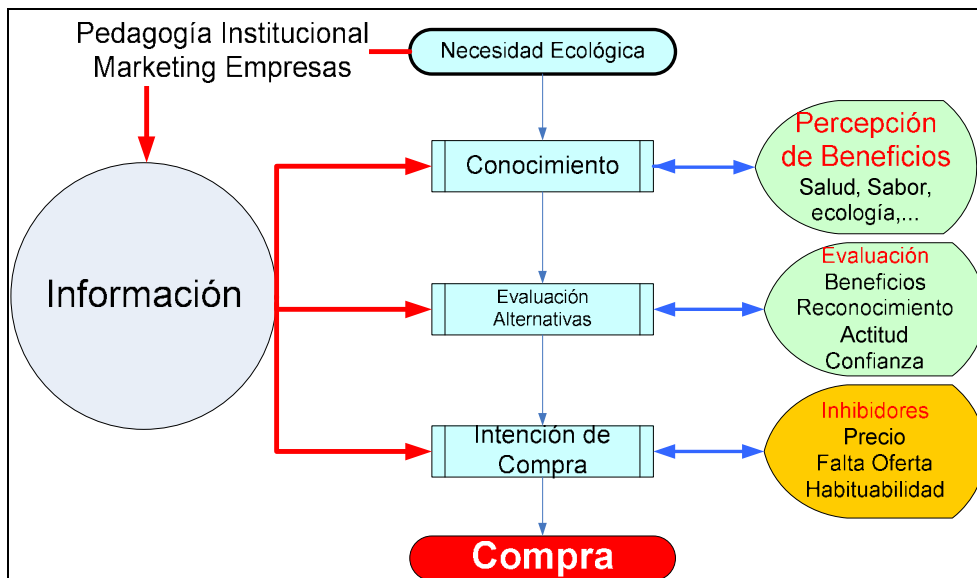 Pedagogía Institucional
Marketing Empresas
Necesidad Ecológica
Información
Conocimiento
Percepción
de Beneficios
Salud, Sabor,
ecología,...
Evaluación
Alternativas
Evaluación
Beneficios
Reconocimiento
Actitud
Confianza
Intención de
Compra
Inhibidores
Precio
Falta Oferta
Habituabilidad
Compra